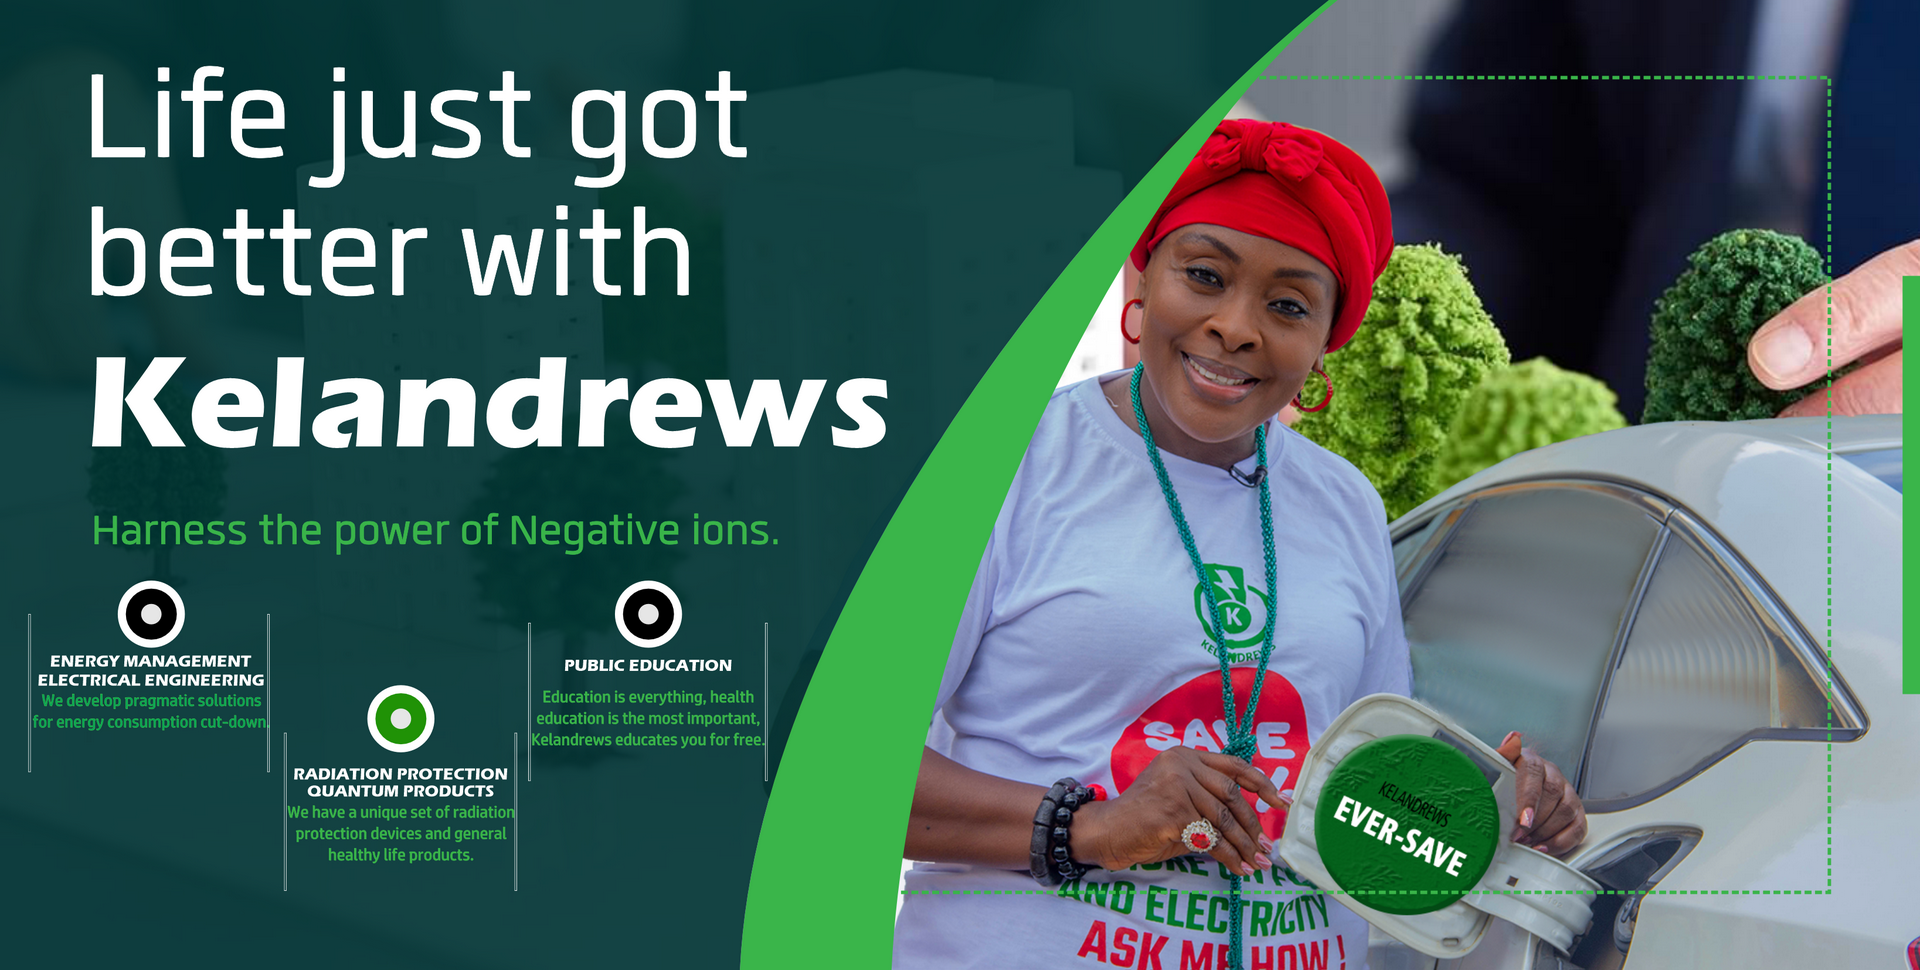 Life just got
better with
Kelandrews
Harness the power of Negative ions.
ENERGY MANAGEMENT
ELECTRICAL ENGINEERING
We develop pragmatic solutions
for energy consumption cut-down.
RADIATION PROTECTION
QUANTUM PRODUCTS
We have a unique set of radiation
protection devices and general
healthy life products.
PUBLIC EDUCATION
Education is everything, health
education is the most important,
Kelandrews educates you for free.
K
KELANDREWS
SAVE
AND ELECTRICITY
ASK ME HOW !
KELANDREWS
EVER-SAVE